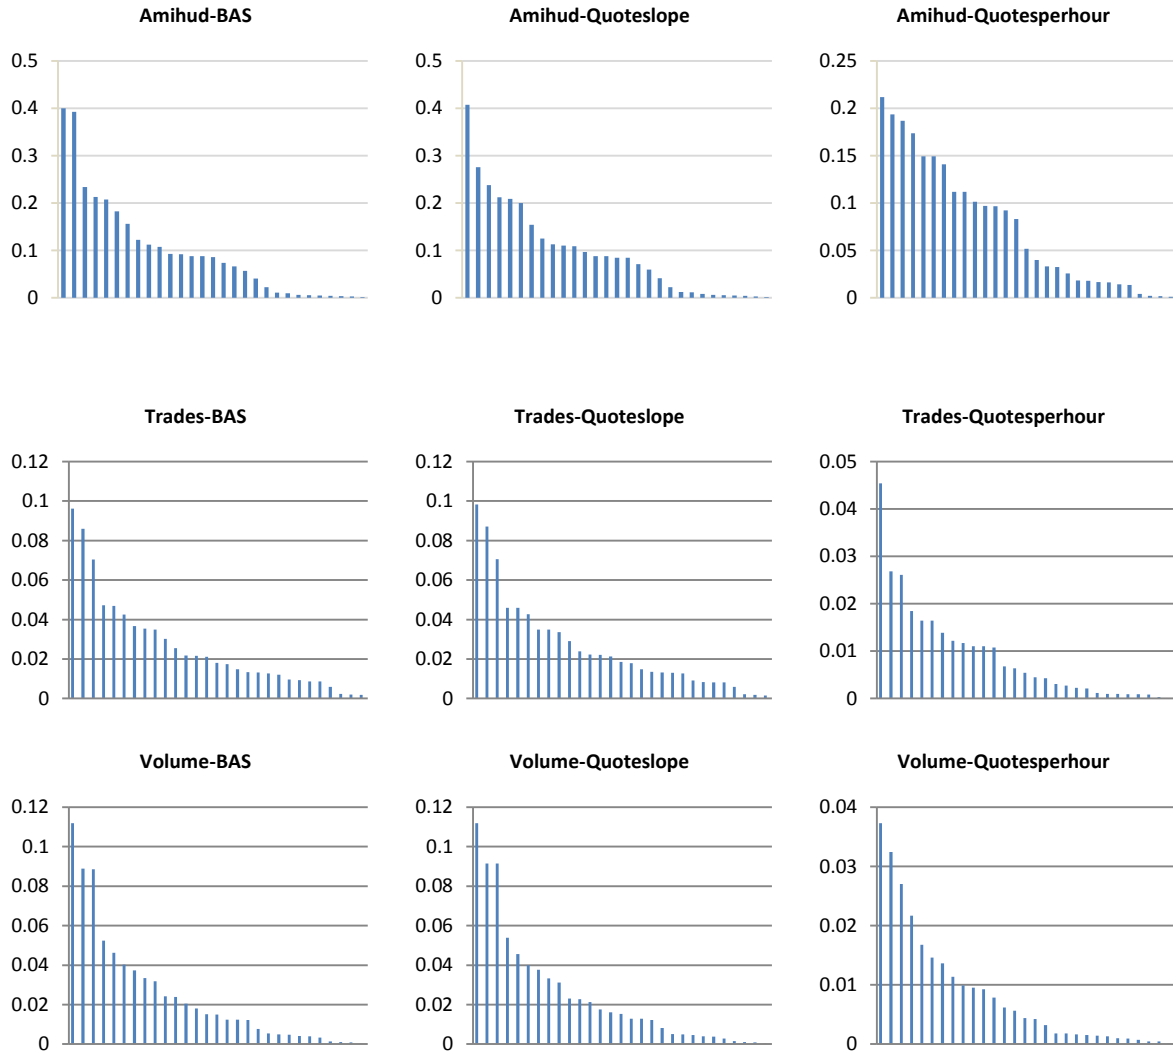 Amihud-BAS Amihud-Quoteslope Amihud-Quotesperhour
0.5 0.5 0.25
0.4 0.4 0.2
0.3 0.3 0.15
0.2 0.2 0.1
0.1 0.1 0.05
0 0 0
Trades-BAS Trades-Quoteslope Trades-Quotesperhour
0.12 0.12 0.05
0.1 0.1 0.04
0.08 0.08 0.03
0.06 0.06 0.02
0.04 0.04 0.01
0.02 0.02 0
0 0
Volume-BAS Volume-Quoteslope Volume-Quotesperhour
0.12 0.12 0.04
0.1 0.1 0.03
0.08 0.08 0.02
0.06 0.06 0.01
0.04 0.04 0
0.02 0.02
0 0